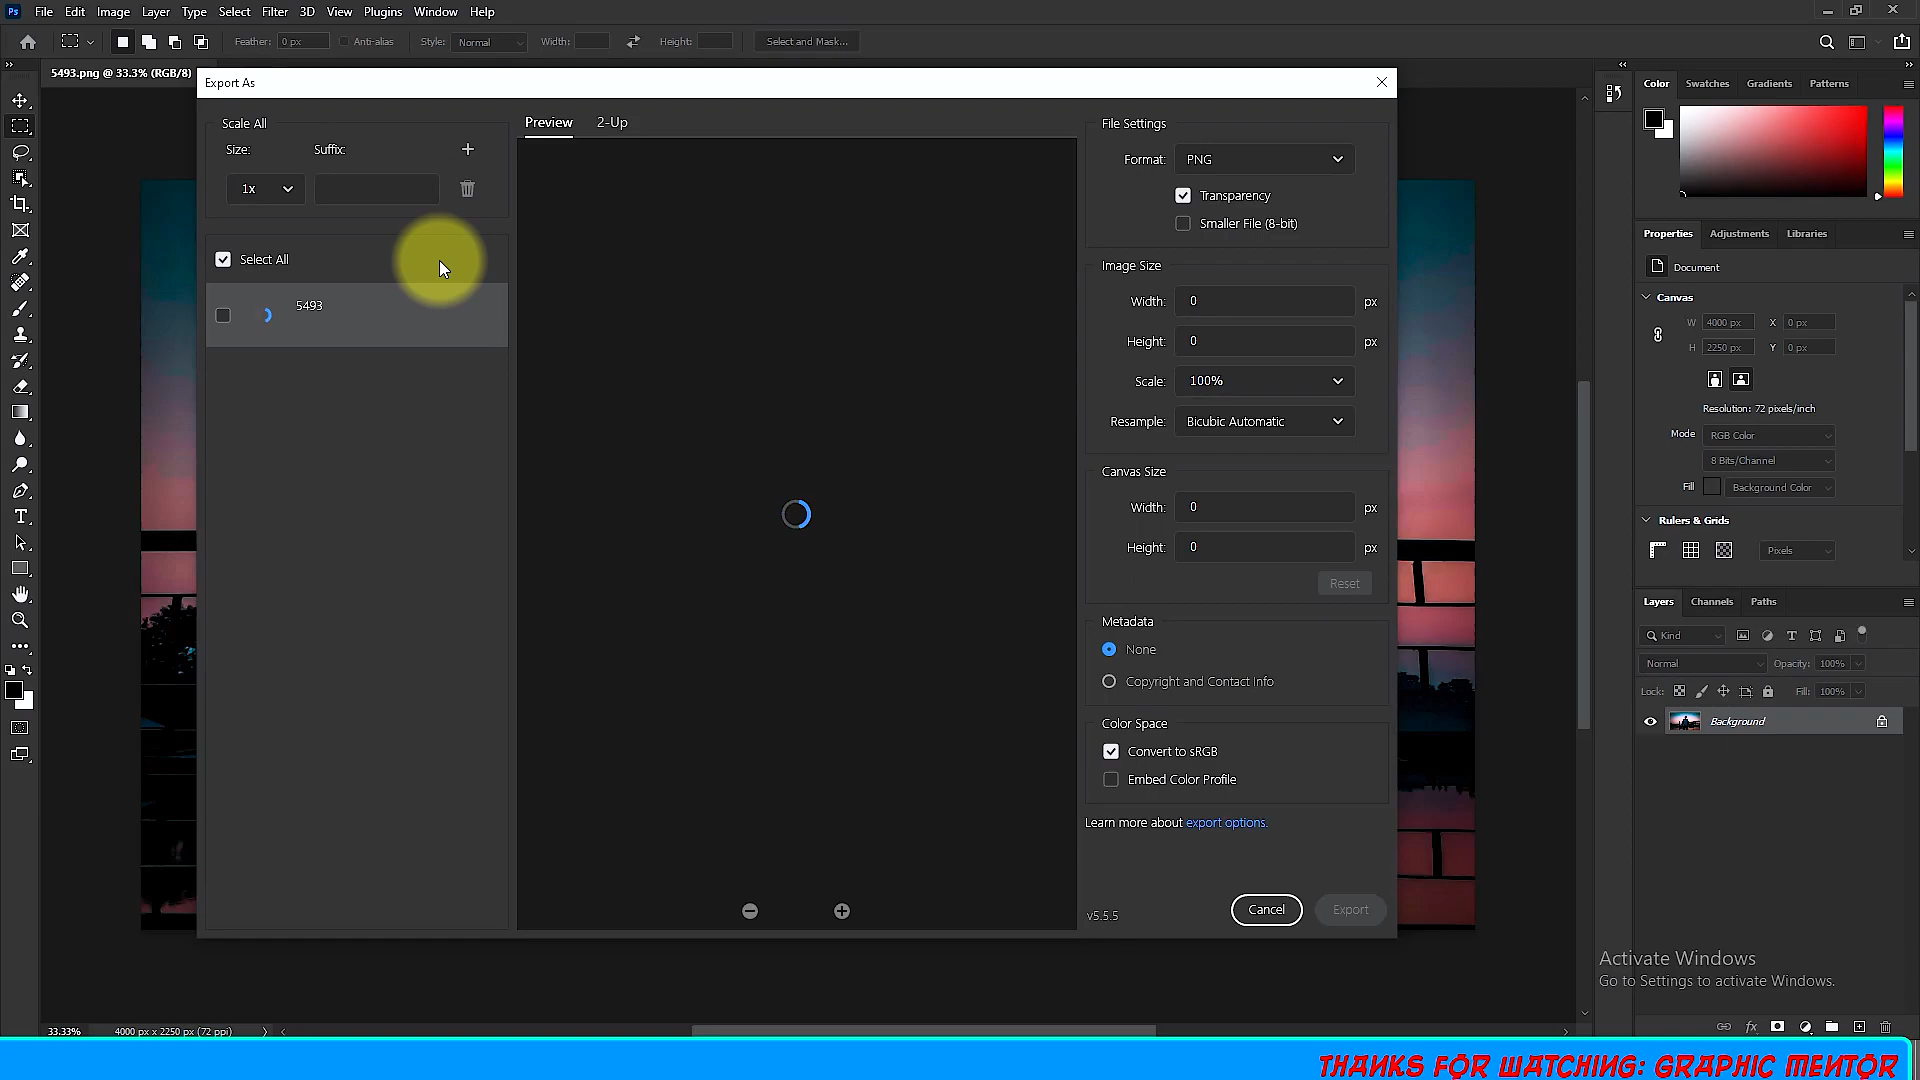 Ps File Edit Image Layer Type Select Filter 3D View Plugins Window Help
Feather: 0 px Anti-alias Style: Normal Width: Height: Select and Mask...
5493.png @ 33.3% (RGB/8)
Export As
Scale All
Size: Suffix:
1x
Select All
5493
Preview 2-Up
File Settings
Format: PNG
Transparency
Smaller File (8-bit)
Image Size
Width: 0 px
Height: 0 px
Scale: 100%
Resample: Bicubic Automatic
Canvas Size
Width: 0 px
Height: 0 px
Reset
Metadata
None
Copyright and Contact Info
Color Space
Convert to sRGB
Embed Color Profile
Learn more about export options.
v5.5.5 Cancel Export
Color Swatches Gradients Patterns
Properties Adjustments Libraries
Document
Canvas
W 4000 px X 0 px
H 2250 px Y 0 px
Resolution: 72 pixels/inch
Mode RGB Color
8 Bits/Channel
Fill Background Color
Rulers & Grids
Pixels
Layers Channels Paths
Kind
Normal Opacity: 100%
Lock: Fill: 100%
Background
Activate Windows
Go to Settings to activate Windows.
33.33% 4000 px x 2250 px (72 ppi)
THANKS FOR WATCHING: GRAPHIC MENTOR